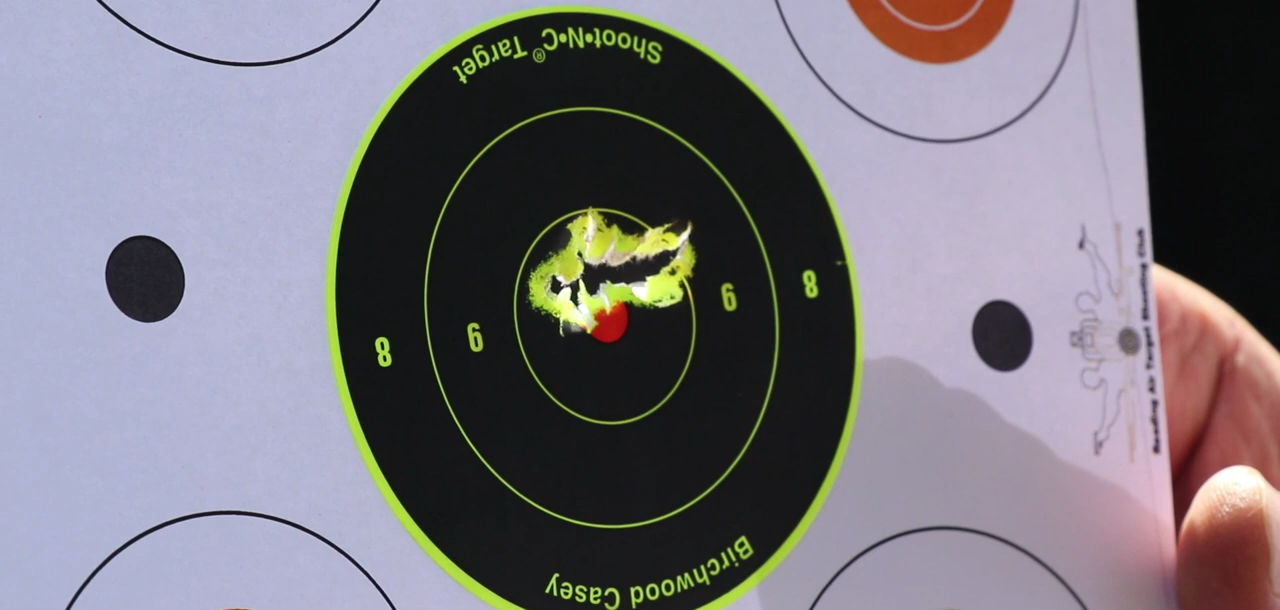 Birchwood Casey
8 9 9 8
Shoot•N•C® Target
Reading Air Target Shooting Club